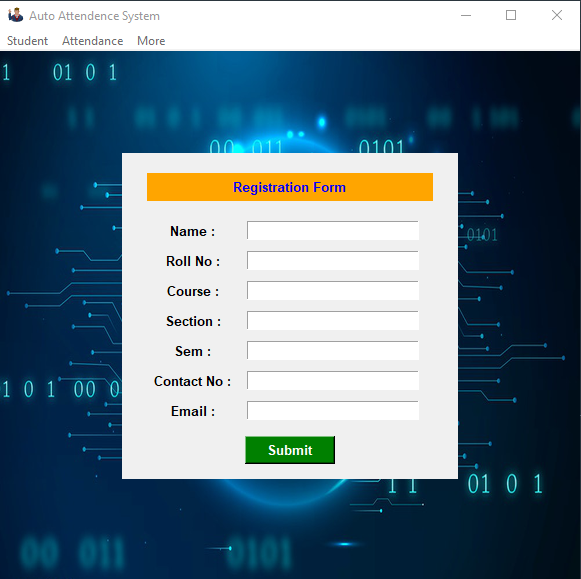 Auto Attendence System
Student Attendance More
1 01 0 1
00 011 0101
Registration Form
Name :
Roll No :
0101
Course :
Section :
Sem :
Contact No :
1 0 1 00 0
Email :
Submit
1 1 01 0 1
00 011 0101